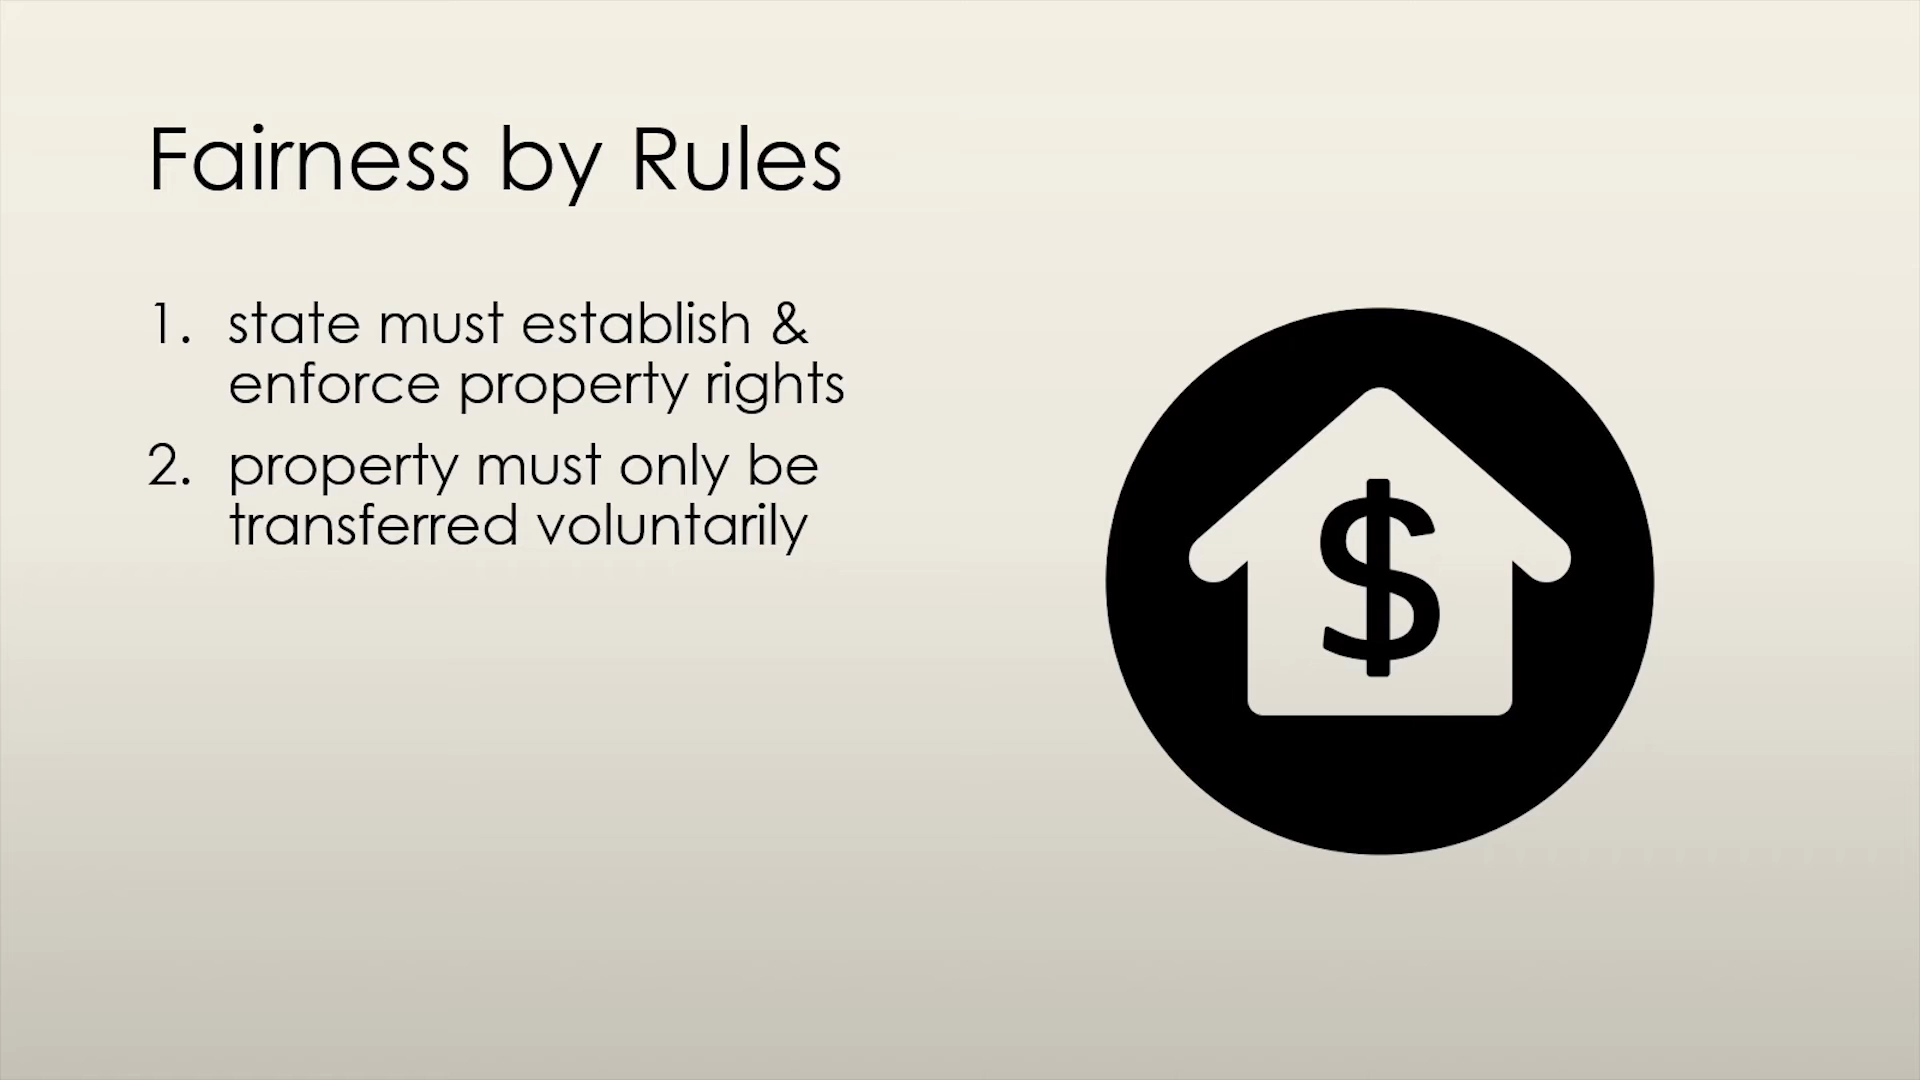 Fairness by Rules
1. state must establish &
enforce property rights
2. property must only be
transferred voluntarily
$